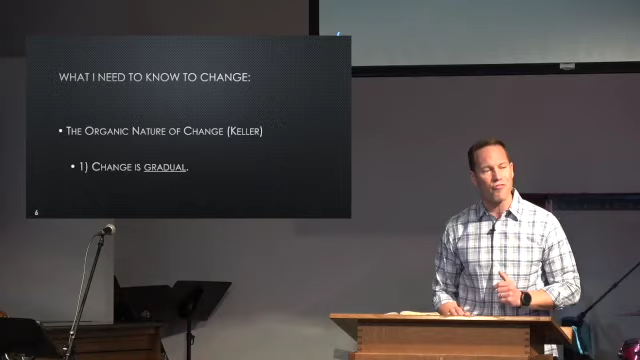 WHAT I NEED TO KNOW TO CHANGE:
• THE ORGANIC NATURE OF CHANGE (KELLER)
• 1) CHANGE IS GRADUAL.
6